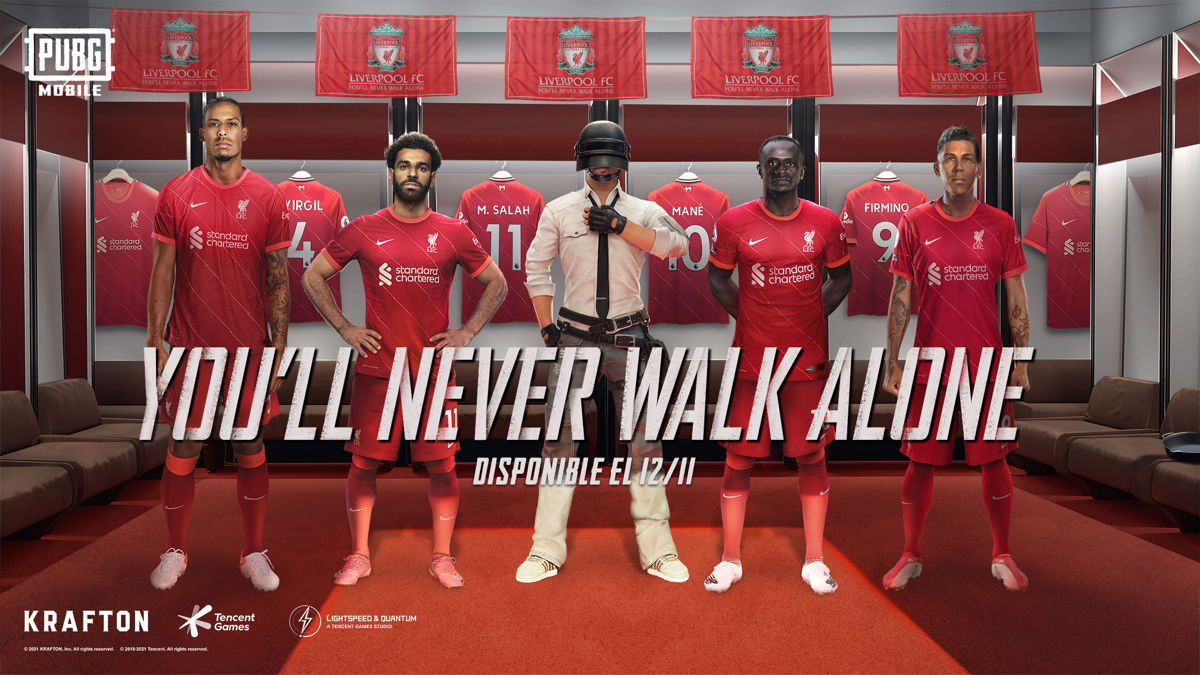 PUBG
MOBILE
LIVERPOOL FC
YOU'LL NEVER WALK ALONE
LIVERPOOL FC
YOU'LL NEVER WALK ALONE
LIVERPOOL FC
YOU'LL NEVER WALK ALONE
LIVERPOOL FC
YOU'LL NEVER WALK ALONE
LIVERPOOL FC
YOU'LL NEVER WALK ALONE
VIRGIL
4
M. SALAH
11
MANÉ
10
FIRMINO
9
standard
chartered
L.F.C.
standard
chartered
L.F.C.
standard
chartered
L.F.C.
standard
chartered
L.F.C.
standard
chartered
11
YOU'LL NEVER WALK ALONE
DISPONIBLE EL 12/11
KRAFTON
Tencent
Games
LIGHTSPEED & QUANTUM
A TENCENT GAMES STUDIO
© 2021 KRAFTON, Inc. All rights reserved. © 2018-2021 Tencent. All rights reserved.